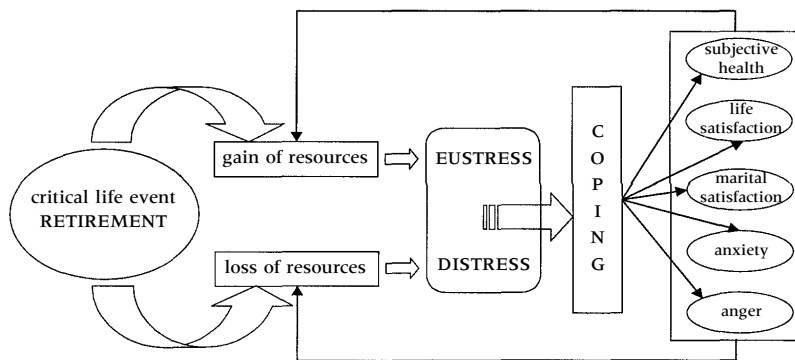 critical life event
RETIREMENT
gain of resources
loss of resources
EUSTRESS
DISTRESS
C
O
P
I
N
G
subjective
health
life
satisfaction
marital
satisfaction
anxiety
anger